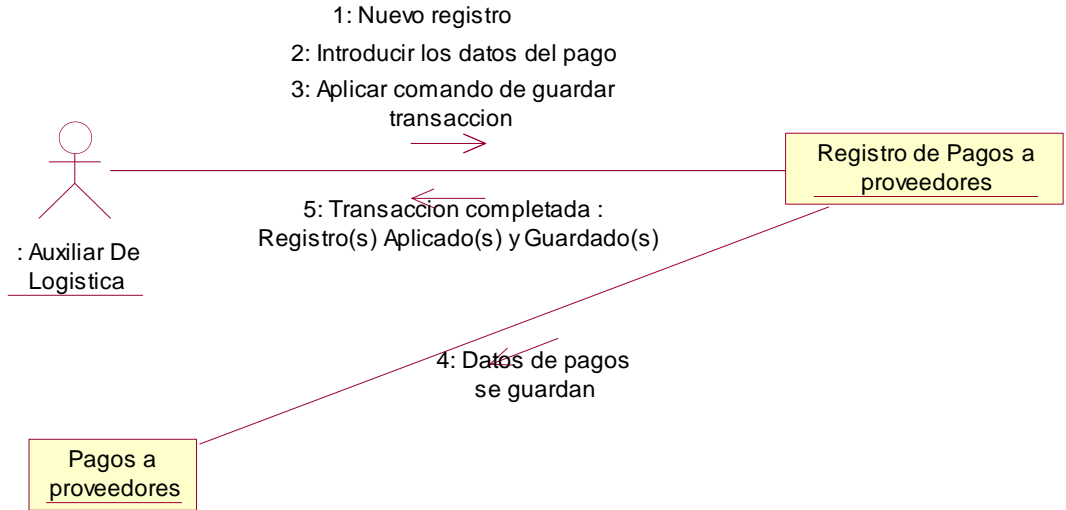 1: Nuevo registro
2: Introducir los datos del pago
3: Aplicar comando de guardar
transaccion
Registro de Pagos a
proveedores
5: Transaccion completada :
Registro(s) Aplicado(s) y Guardado(s)
: Auxiliar De
Logistica
4: Datos de pagos
se guardan
Pagos a
proveedores